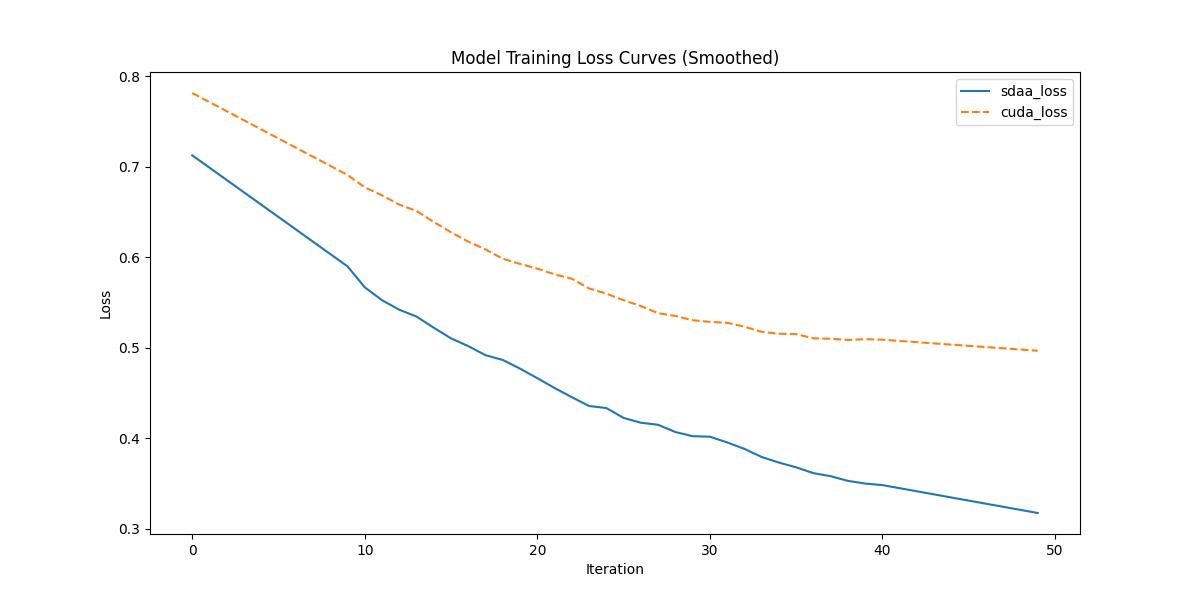 Model Training Loss Curves (Smoothed)
sdaa_loss
cuda_loss
0.8
0.7
0.6
0.5
0.4
0.3
Loss
0 10 20 30 40 50
Iteration